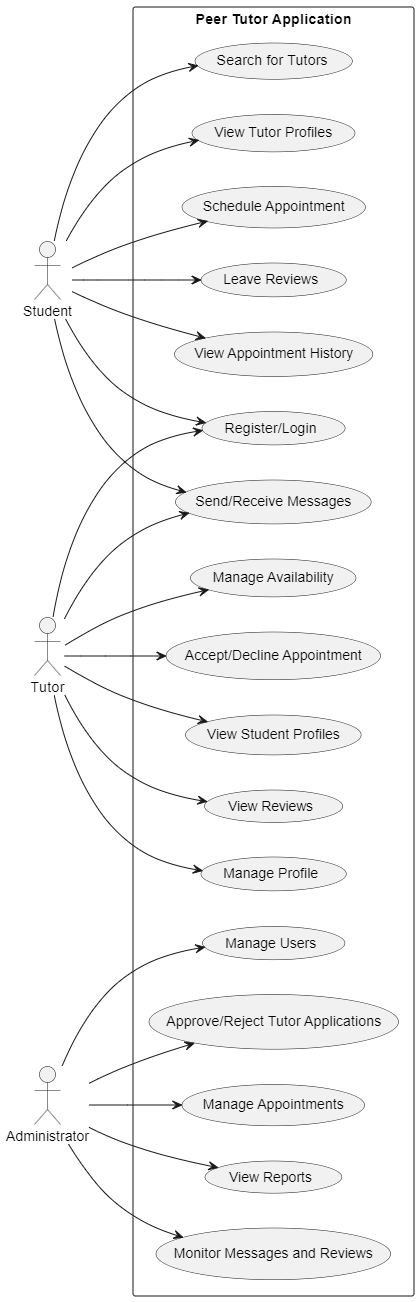 Peer Tutor Application
Search for Tutors
View Tutor Profiles
Schedule Appointment
Leave Reviews
Student
View Appointment History
Register/Login
Send/Receive Messages
Manage Availability
Accept/Decline Appointment
Tutor
View Student Profiles
View Reviews
Manage Profile
Manage Users
Approve/Reject Tutor Applications
Manage Appointments
Administrator
View Reports
Monitor Messages and Reviews